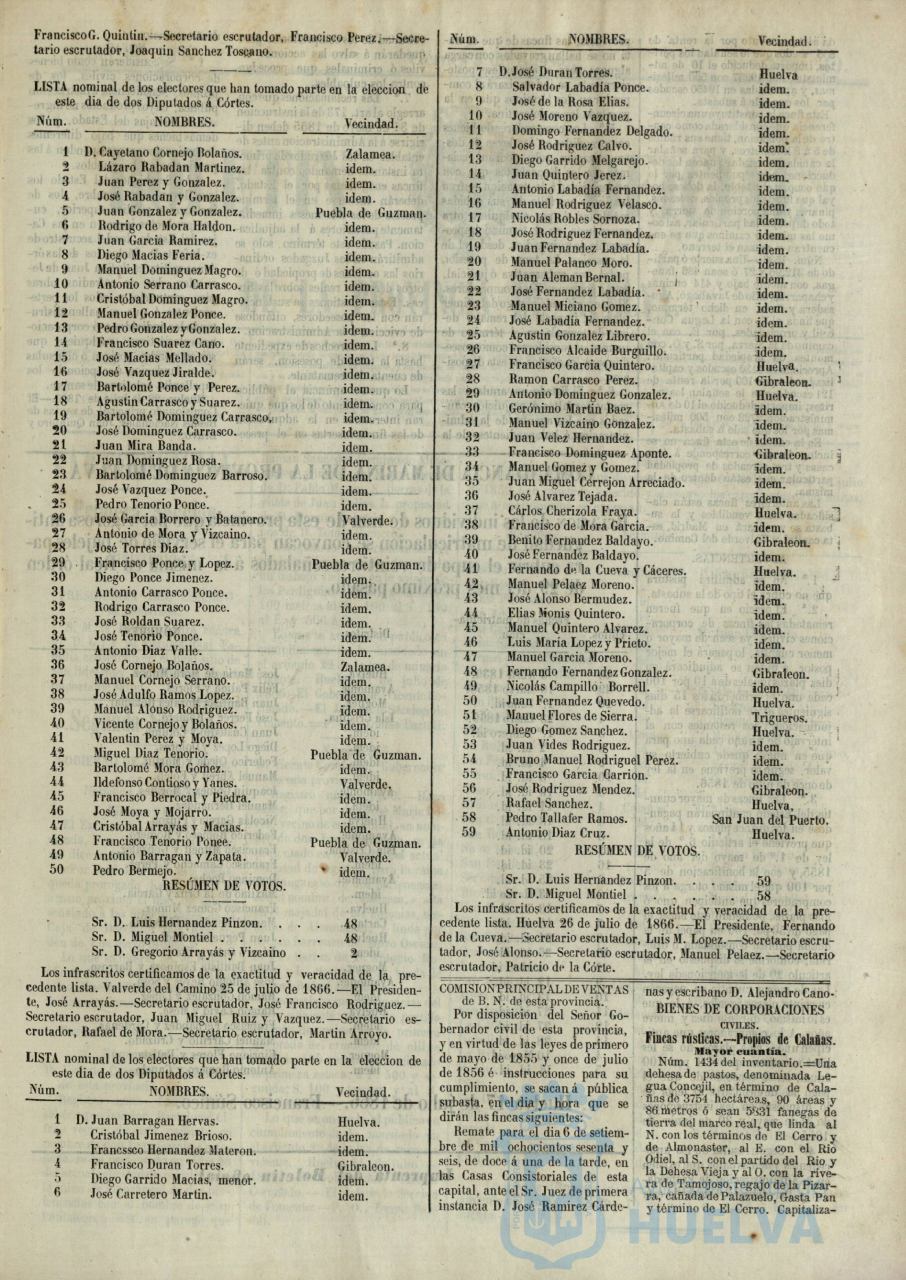 Francisco G. Quintin.—Secretario escrutador, Francisco Perez.—Secre-
tario escrutador, Joaquin Sanchez Toscano.
LISTA nominal de los electores que han tomado parte en la eleccion de
este dia de dos Diputados á Córtes.
Núm. NOMBRES. Vecindad.
1 D. Cayetano Cornejo Bolaños. Zalamea.
2 Lázaro Rabadan Martinez. idem.
3 Juan Perez y Gonzalez. idem.
4 José Rabadan y Gonzalez. idem.
5 Juan Gonzalez y Gonzalez. Puebla de Guzman.
6 Rodrigo de Mora Haldon. idem.
7 Juan Garcia Ramirez. idem.
8 Diego Macias Feria. idem.
9 Manuel Dominguez Magro. idem.
10 Antonio Serrano Carrasco. idem.
11 Cristóbal Dominguez Magro. idem.
12 Manuel Gonzalez Ponce. idem.
13 Pedro Gonzalez y Gonzalez. idem.
14 Francisco Suarez Cano. idem.
15 José Macias Mellado. idem.
16 José Vazquez Jiralde. idem.
17 Bartolomé Ponce y Perez. idem.
18 Agustin Carrasco y Suarez. idem.
19 Bartolomé Dominguez Carrasco. idem.
20 José Dominguez Carrasco. idem.
21 Juan Mira Banda. idem.
22 Juan Dominguez Rosa. idem.
23 Bartolomé Dominguez Barroso. idem.
24 José Vazquez Ponce. idem.
25 Pedro Tenorio Ponce. idem.
26 José Garcia Borrero y Batanero. Valverde.
27 Antonio de Mora y Vizcaino. idem.
28 José Torres Diaz. idem.
29 Francisco Ponce y Lopez. Puebla de Guzman.
30 Diego Ponce Jimenez. idem.
31 Antonio Carrasco Ponce. idem.
32 Rodrigo Carrasco Ponce. idem.
33 José Roldan Suarez. idem.
34 José Tenorio Ponce. idem.
35 Antonio Diaz Valle. idem.
36 José Cornejo Bolaños. Zalamea.
37 Manuel Cornejo Serrano. idem.
38 José Adulfo Ramos Lopez. idem.
39 Manuel Alonso Rodriguez. idem.
40 Vicente Cornejo y Bolaños. idem.
41 Valentin Perez y Moya. idem.
42 Miguel Diaz Tenorio. Puebla de Guzman.
43 Bartolomé Mora Gomez. idem.
44 Ildefonso Contioso y Yanes. Valverde.
45 Francisco Berrocal y Piedra. idem.
46 José Moya y Mojarro. idem.
47 Cristóbal Arrayás y Macias. idem.
48 Francisco Tenorio Ponee. Puebla de Guzman.
49 Antonio Barragan y Zapata. Valverde.
50 Pedro Bermejo. idem.
RESÚMEN DE VOTOS.
Sr. D. Luis Hernandez Pinzon. . . . 48
Sr. D. Miguel Montiel . . . . . . 48
Sr. D. Gregorio Arrayás y Vizcaino . . 2
Los infrascritos certificamos de la exactitud y veracidad de la pre-
cedente lista. Valverde del Camino 25 de julio de 1866.—El Presiden-
te, José Arrayás.—Secretario escrutador, José Francisco Rodriguez.—
Secretario escrutador, Juan Miguel Ruiz y Vazquez.—Secretario es-
crutador, Rafael de Mora.—Secretario escrutador, Martin Arroyo.
LISTA nominal de los electores que han tomado parte en la eleccion de
este dia de dos Diputados á Córtes.
Núm. NOMBRES. Vecindad.
1 D. Juan Barragan Hervas. Huelva.
2 Cristóbal Jimenez Brioso. idem.
3 Francssco Hernandez Materon. idem.
4 Francisco Duran Torres. Gibraleon.
5 Diego Garrido Macias, menor. idem.
6 José Carretero Martin. idem.
Núm. NOMBRES. Vecindad.
7 D. José Duran Torres. Huelva
8 Salvador Labadía Ponce. idem.
9 José de la Rosa Elias. idem.
10 José Moreno Vazquez. idem.
11 Domingo Fernandez Delgado. idem.
12 José Rodriguez Calvo. idem.
13 Diego Garrido Melgarejo. idem.
14 Juan Quintero Jerez. idem.
15 Antonio Labadía Fernandez. idem.
16 Manuel Rodriguez Velasco. idem.
17 Nicolás Robles Sornoza. idem.
18 José Rodriguez Fernandez. idem.
19 Juan Fernandez Labadía. idem.
20 Manuel Palanco Moro. idem.
21 Juan Aleman Bernal. idem.
22 José Fernandez Labadía. idem.
23 Manuel Miciano Gomez. idem.
24 José Labadía Fernandez. idem.
25 Agustin Gonzalez Librero. idem.
26 Francisco Alcaide Burguillo. idem.
27 Francisco Garcia Quintero. Huelva.
28 Ramon Carrasco Perez. Gibraleon.
29 Antonio Dominguez Gonzalez. Huelva.
30 Gerónimo Martin Baez. idem.
31 Manuel Vizcaino Gonzalez. idem.
32 Juan Velez Hernandez. idem.
33 Francisco Dominguez Aponte. Gibraleon.
34 Manuel Gomez y Gomez. idem.
35 Juan Miguel Cerrejon Arreciado. idem.
36 José Alvarez Tejada. idem.
37 Cárlos Cherizola Fraya. Huelva.
38 Francisco de Mora Garcia. idem.
39 Benito Fernandez Baldayo. Gibraleon.
40 José Fernandez Baldayo. idem.
41 Fernando de la Cueva y Cáceres. Huelva.
42 Manuel Pelaez Moreno. idem.
43 José Alonso Bermudez. idem.
44 Elias Monis Quintero. idem.
45 Manuel Quintero Alvarez. idem.
46 Luis Maria Lopez y Prieto. idem.
47 Manuel Garcia Moreno. idem.
48 Fernando Fernandez Gonzalez. Gibraleon.
49 Nicolás Campillo Borrell. idem.
50 Juan Fernandez Quevedo. Huelva.
51 Manuel Flores de Sierra. Trigueros.
52 Diego Gomez Sanchez. Huelva.
53 Juan Vides Rodriguez. idem.
54 Bruno Manuel Rodriguel Perez. idem.
55 Francisco Garcia Garrion. idem.
56 José Rodriguez Mendez. Gibraleon.
57 Rafael Sanchez. Huelva.
58 Pedro Tallafer Ramos. San Juan del Puerto.
59 Antonio Diaz Cruz. Huelva.
RESÚMEN DE VOTOS.
Sr. D. Luis Hernandez Pinzon. . . . 59
Sr. D. Miguel Montiel . . . . . . 58
Los infrascritos certificamos de la exactitud y veracidad de la pre-
cedente lista. Huelva 26 de julio de 1866.—El Presidente, Fernando
de la Cueva.—Secretario escrutador, Luis M. Lopez.—Secretario escru-
tador, José Alonso.—Secretario escrutador, Manuel Pelaez.—Secretario
escrutador, Patricio de la Córte.
COMISION PRINCIPAL DE VENTAS
de B. N. de esta provincia.
Por disposicion del Señor Go-
bernador civil de esta provincia,
y en virtud de las leyes de primero
de mayo de 1855 y once de julio
de 1856 é instrucciones para su
cumplimiento, se sacan á pública
subasta, en el dia y hora que se
dirán las fincas siguientes:
Remate para el dia 6 de setiem-
bre de mil ochocientos sesenta y
seis, de doce á una de la tarde, en
las Casas Consistoriales de esta
capital, ante el Sr. Juez de primera
instancia D. José Ramirez Cárde-
nas y escribano D. Alejandro Cano-
BIENES DE CORPORACIONES
CIVILES.
Fincas rústicas.—Propios de Calañas.
Mayor cuantía.
Núm. 1434 del inventario.=Una
dehesa de pastos, denominada Le-
gua Concejil, en término de Cala-
ñas de 3754 hectáreas, 90 áreas y
86 metros ó sean 5831 fanegas de
tierra del marco real, que linda al
N. con los términos de El Cerro y
de Almonaster, al E. con el Rio
Odiel, al S. con el partido del Rio y
la Dehesa Vieja y al O. con la rive-
ra de Tamojoso, regajo de la Pizar-
ra, cañada de Palazuelo, Gasta Pan
y término de El Cerro. Capitaliza-
HUELVA